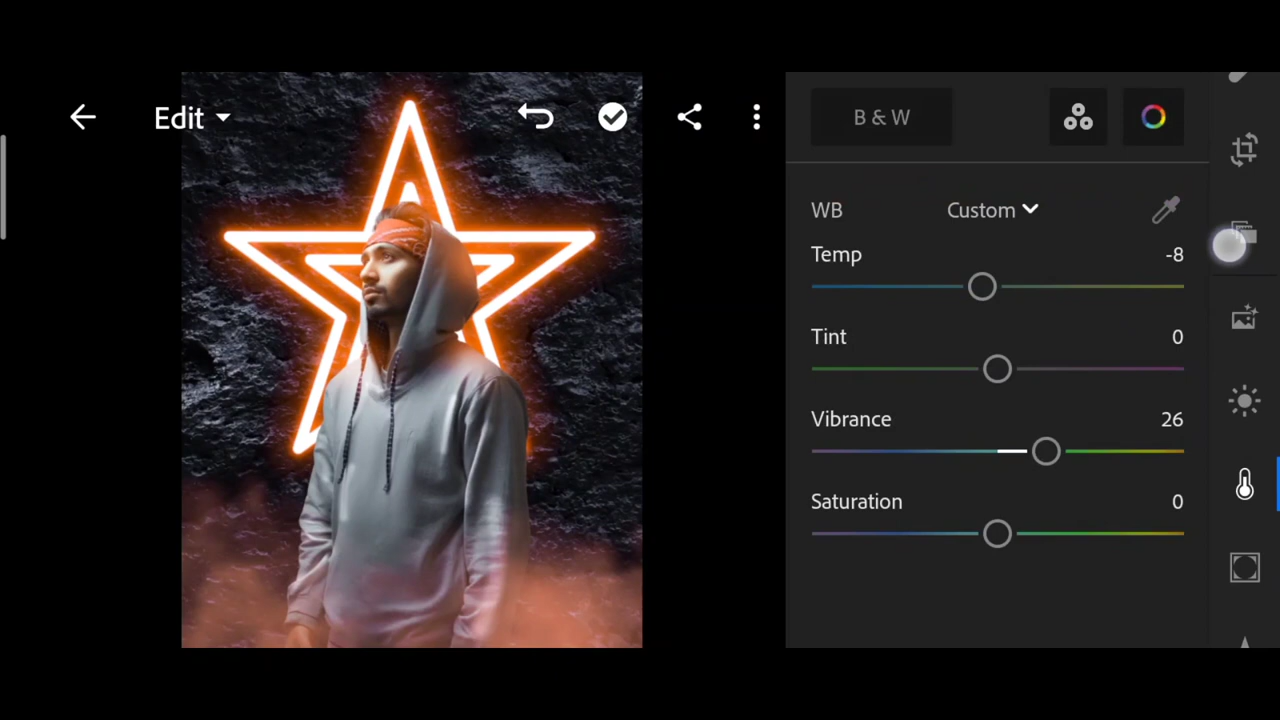 Edit
B & W
WB Custom
Temp -8
Tint 0
Vibrance 26
Saturation 0